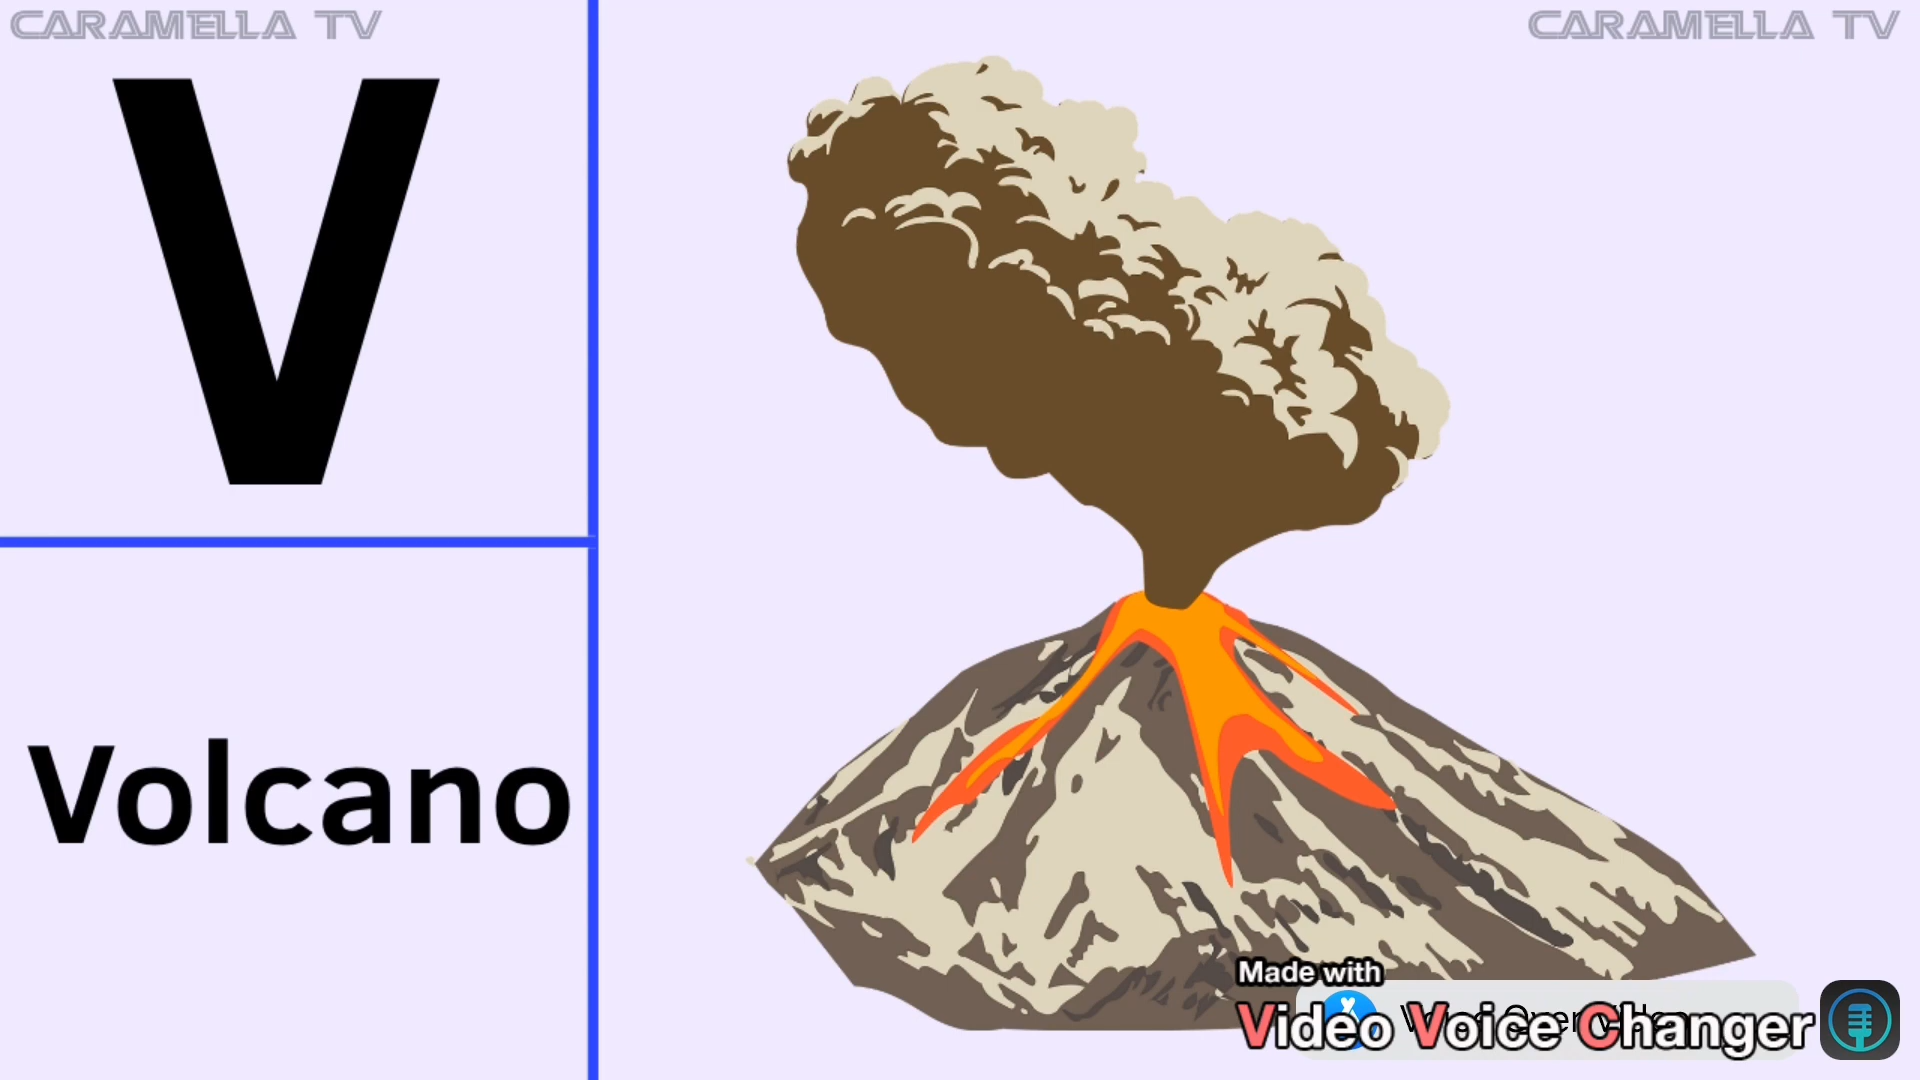 CARAMELLA TV
CARAMELLA TV
V
Volcano
Made with
Video Voice Changer